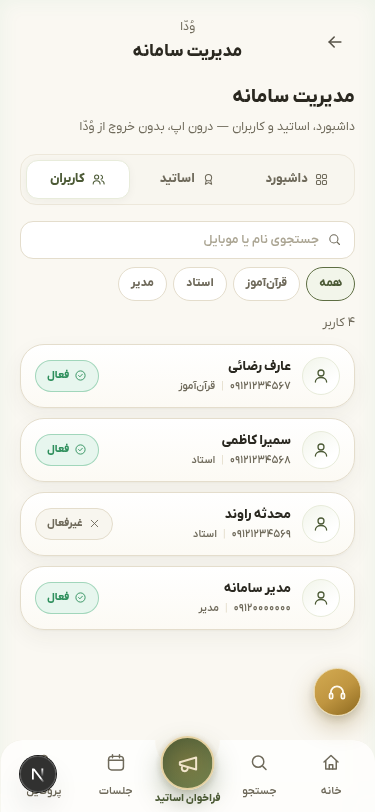 وُدّا
مدیریت سامانه
مدیریت سامانه
داشبورد، اساتید و کاربران — درون اپ، بدون خروج از وُدّا
داشبورد
اساتید
کاربران
جستجوی نام یا موبایل
همه
قرآن‌آموز
استاد
مدیر
۴ کاربر
عارف رضائی
۰۹۱۲۱۲۳۴۵۶۷ | قرآن‌آموز
فعال
سمیرا کاظمی
۰۹۱۲۱۲۳۴۵۶۸ | استاد
فعال
محدثه راوند
۰۹۱۲۱۲۳۴۵۶۹ | استاد
غیرفعال
مدیر سامانه
۰۹۱۲۰۰۰۰۰۰۰ | مدیر
فعال
خانه
جستجو
فراخوان اساتید
جلسات
پروفایل
N